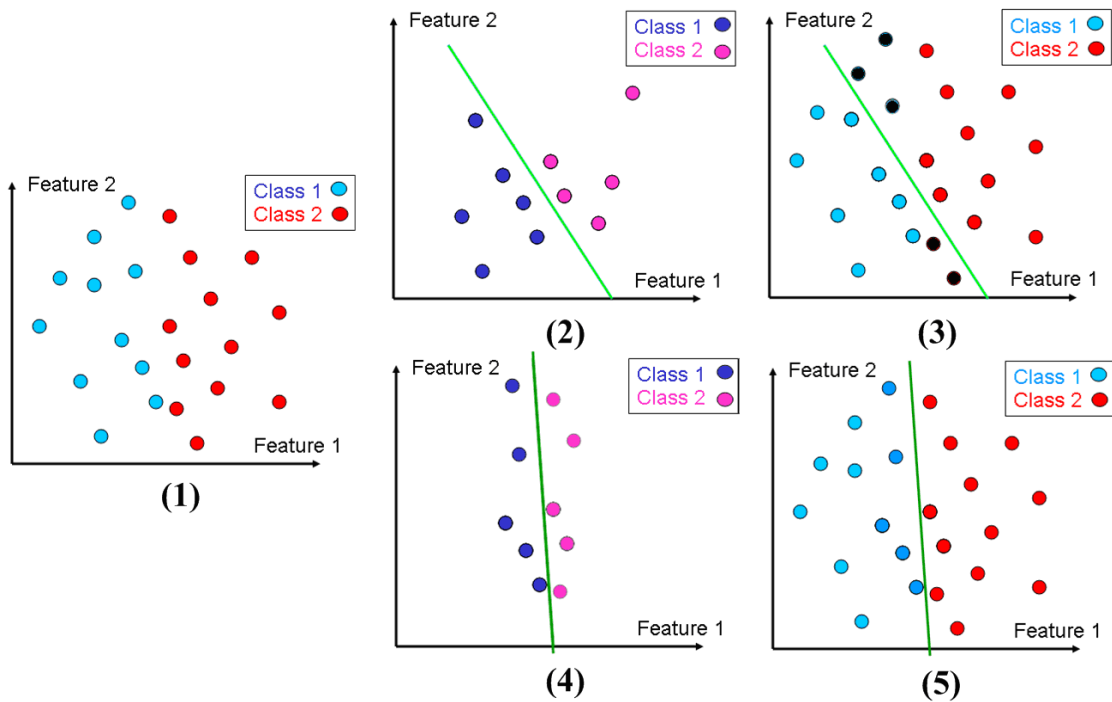 Feature 2
Class 1
Class 2
Feature 1
(1)
Feature 2
Class 1
Class 2
Feature 1
(2)
Feature 2
Class 1
Class 2
Feature 1
(3)
Feature 2
Class 1
Class 2
Feature 1
(4)
Feature 2
Class 1
Class 2
Feature 1
(5)